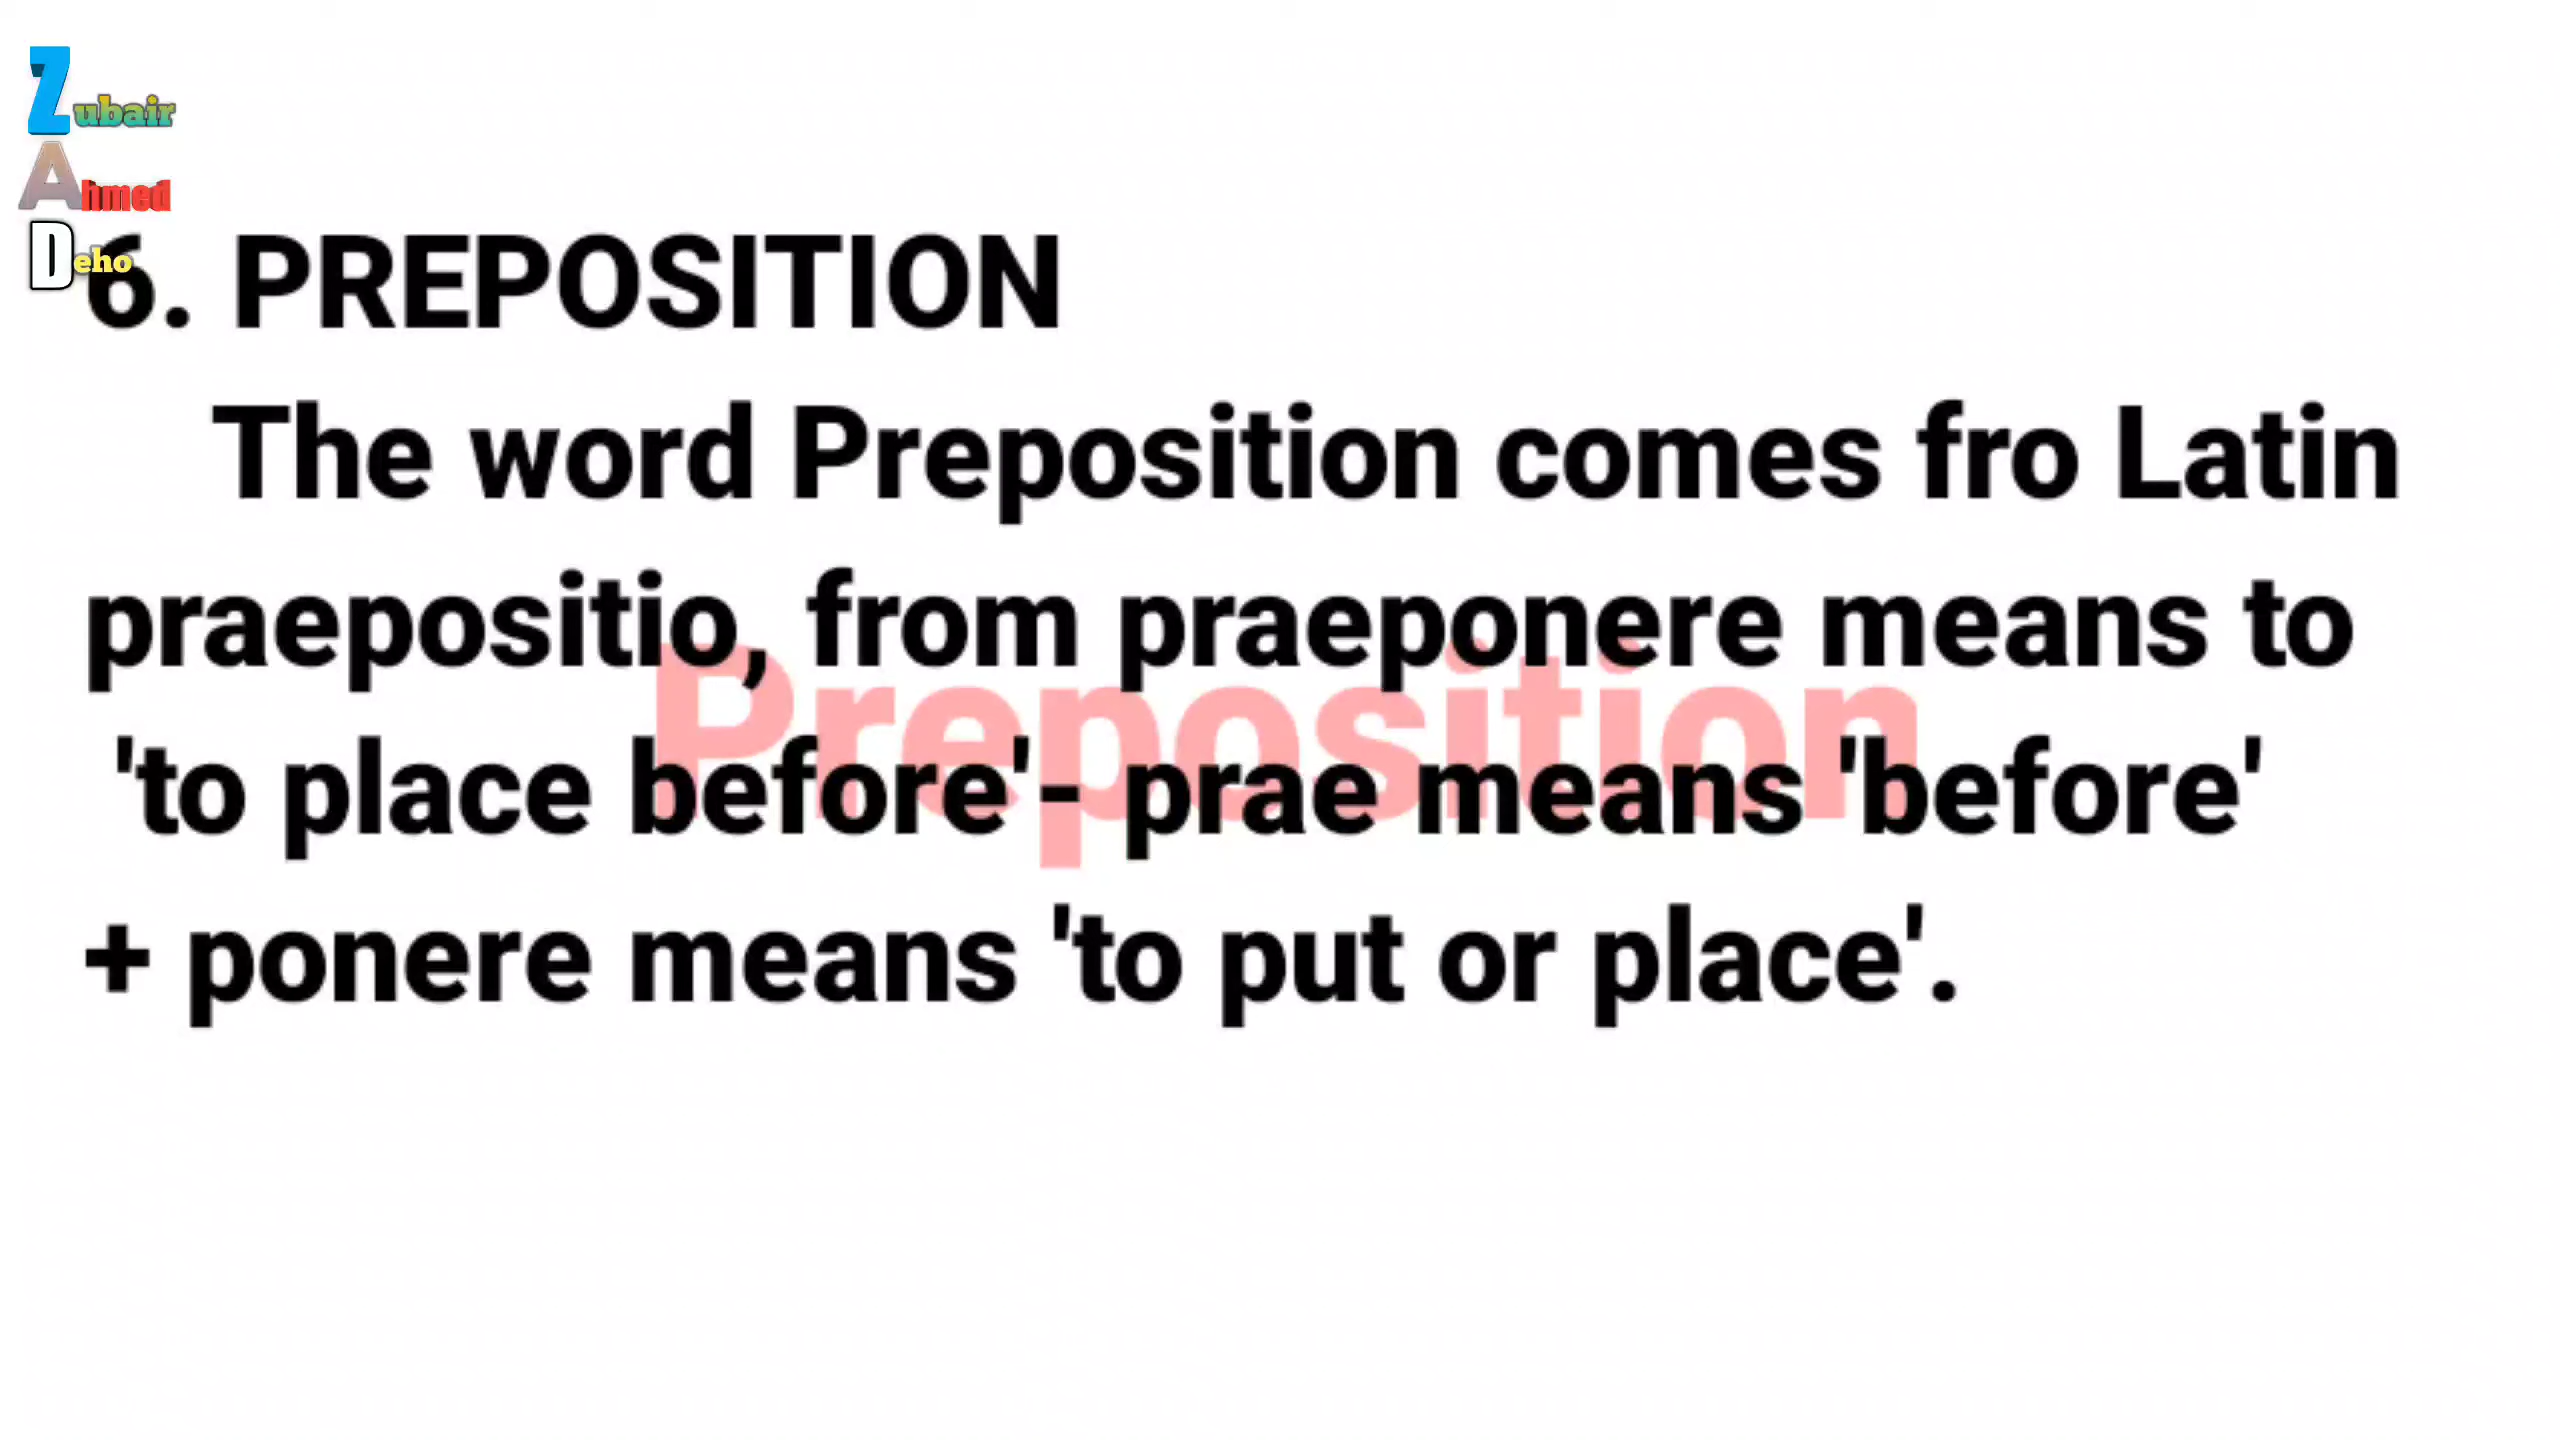 Zubair
Ahmed
Deho
6. PREPOSITION
The word Preposition comes fro Latin
praepositio, from praeponere means to
'to place before'- prae means 'before'
+ ponere means 'to put or place'.
Preposition